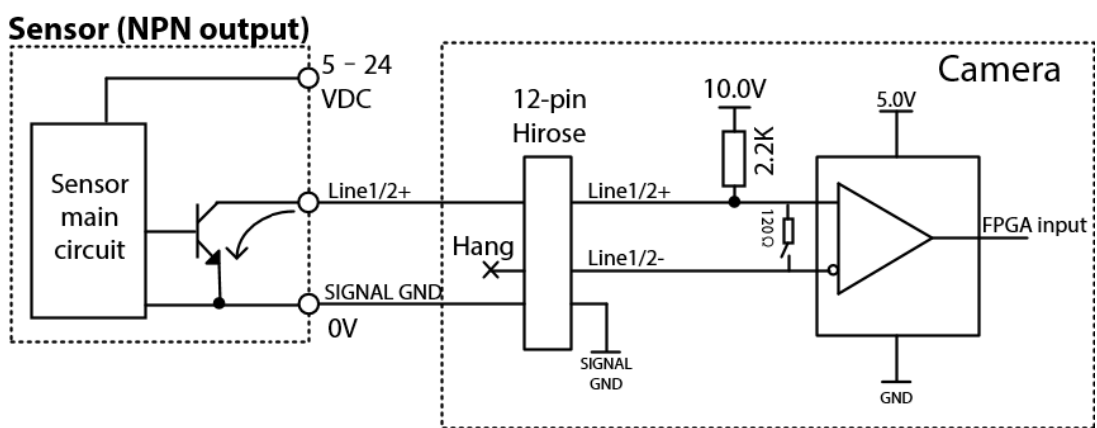 Sensor (NPN output)
5 – 24
VDC
Sensor
main
circuit
Line1/2+
SIGNAL GND
0V
Camera
12-pin
Hirose
Hang
Line1/2+
Line1/2-
SIGNAL
GND
10.0V
2.2K
120Ω
5.0V
FPGA input
GND